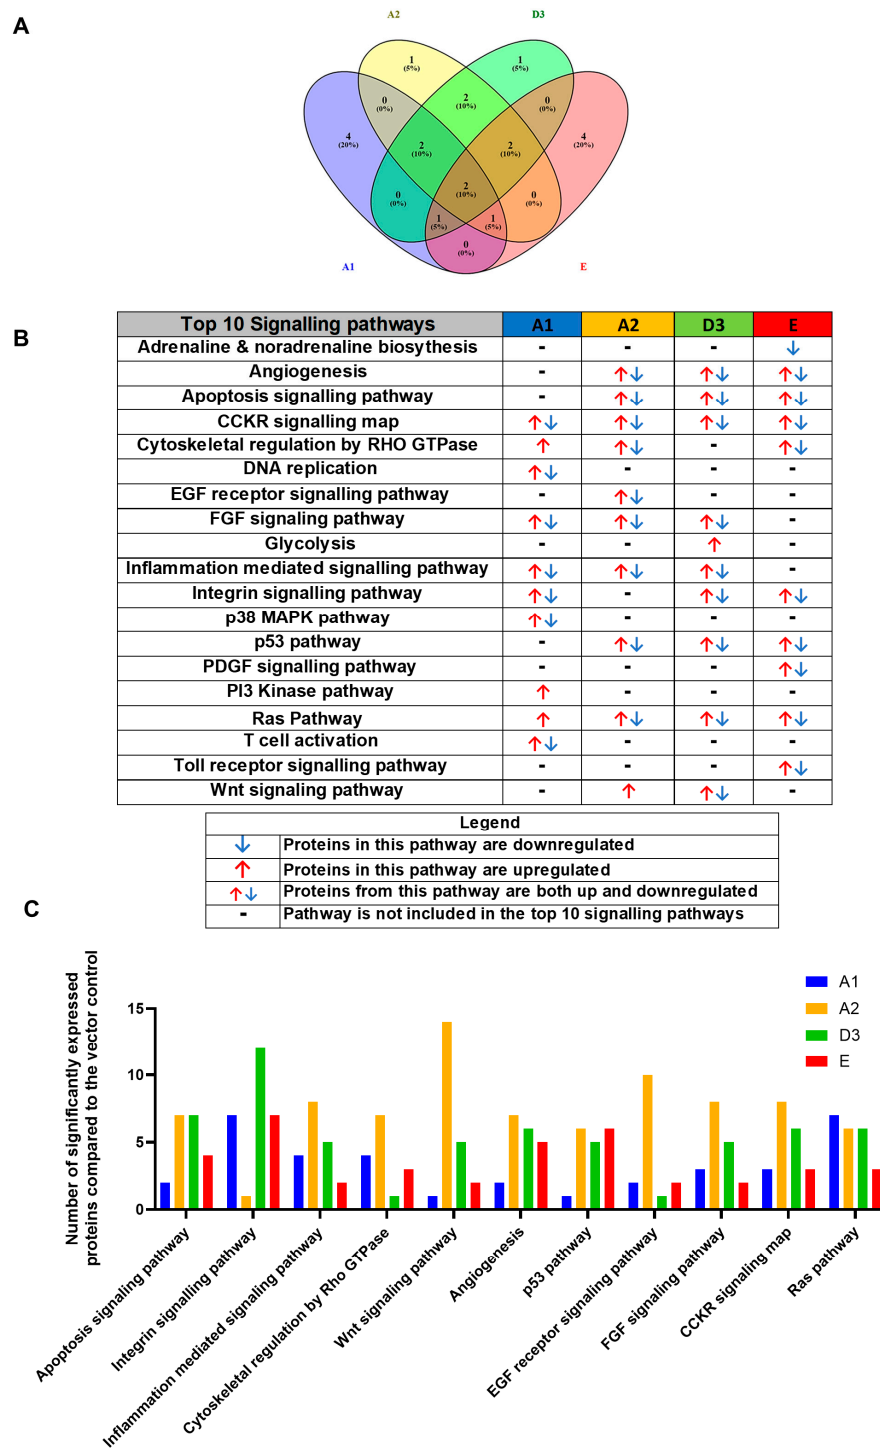 A
A2 D3
1
(5%)
1
(5%)
0
(0%)
2
(10%)
0
(0%)
4
(20%)
2
(10%)
2
(10%)
4
(20%)
2
(10%)
0
(0%)
0
(0%)
1
(5%)
1
(5%)
0
(0%)
A1 E
B
Top 10 Signalling pathways A1 A2 D3 E
Adrenaline & noradrenaline biosythesis - - - ↓
Angiogenesis - ↑↓ ↑↓ ↑↓
Apoptosis signalling pathway - ↑↓ ↑↓ ↑↓
CCKR signalling map ↑↓ ↑↓ ↑↓ ↑↓
Cytoskeletal regulation by RHO GTPase ↑ ↑↓ - ↑↓
DNA replication ↑↓ - - -
EGF receptor signalling pathway - ↑↓ - -
FGF signaling pathway ↑↓ ↑↓ ↑↓ -
Glycolysis - - ↑ -
Inflammation mediated signalling pathway ↑↓ ↑↓ ↑↓ -
Integrin signalling pathway ↑↓ - ↑↓ ↑↓
p38 MAPK pathway ↑↓ - - -
p53 pathway - ↑↓ ↑↓ ↑↓
PDGF signalling pathway - - - ↑↓
PI3 Kinase pathway ↑ - - -
Ras Pathway ↑ ↑↓ ↑↓ ↑↓
T cell activation ↑↓ - - -
Toll receptor signalling pathway - - - ↑↓
Wnt signaling pathway - ↑ ↑↓ -
Legend
↓ Proteins in this pathway are downregulated
↑ Proteins in this pathway are upregulated
↑↓ Proteins from this pathway are both up and downregulated
- Pathway is not included in the top 10 signalling pathways
C
Number of significantly expressed
proteins compared to the vector control
15
10
5
0
A1
A2
D3
E
Apoptosis signaling pathway
Integrin signalling pathway
Inflammation mediated signaling pathway
Cytoskeletal regulation by Rho GTPase
Wnt signaling pathway
Angiogenesis
p53 pathway
EGF receptor signaling pathway
FGF signaling pathway
CCKR signaling map
Ras pathway